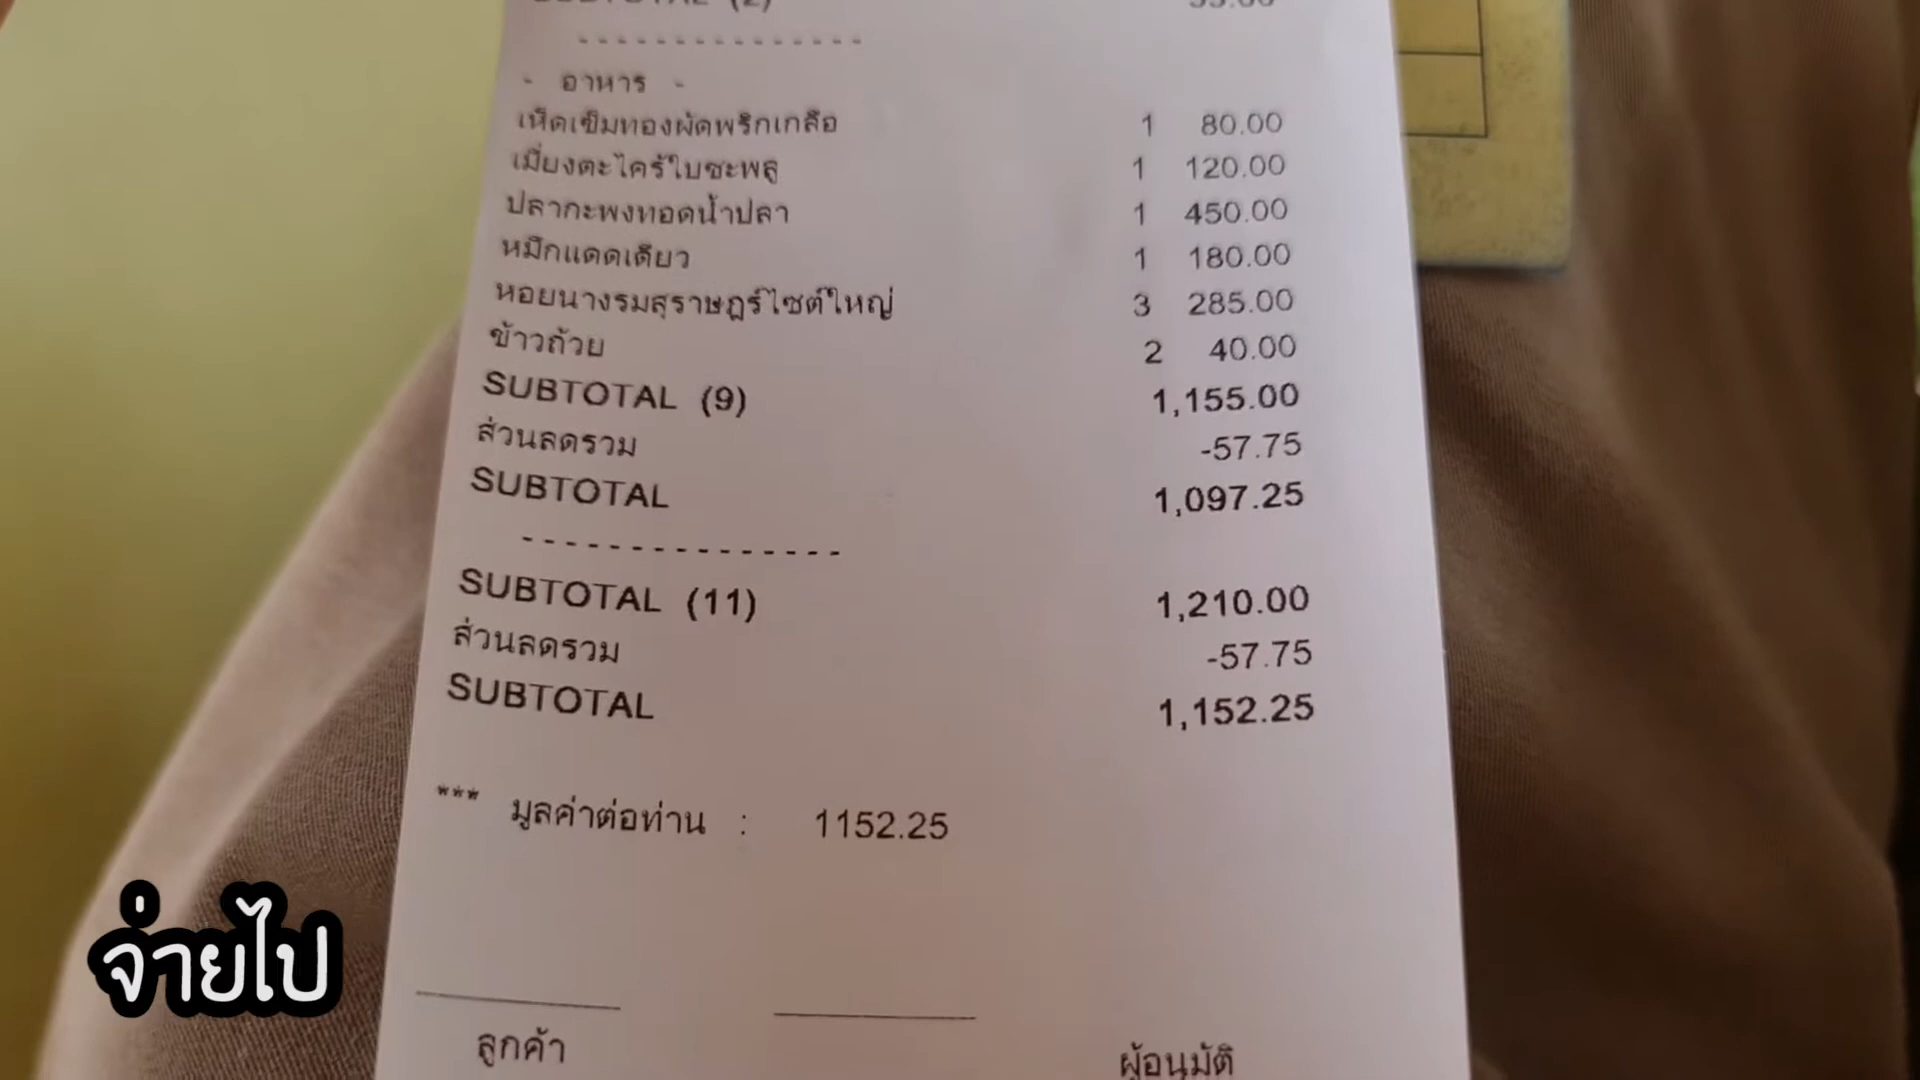 SUBTOTAL (2) 55.00
- - - - - - - - - - - - - - -
- อาหาร -
เห็ดเข็มทองผัดพริกเกลือ 1 80.00
เมี่ยงตะไคร้ใบชะพลู 1 120.00
ปลากะพงทอดน้ำปลา 1 450.00
หมึกแดดเดียว 1 180.00
หอยนางรมสุราษฎร์ไซต์ใหญ่ 3 285.00
ข้าวถ้วย 2 40.00
SUBTOTAL (9) 1,155.00
ส่วนลดรวม -57.75
SUBTOTAL 1,097.25
- - - - - - - - - - - - - - -
SUBTOTAL (11) 1,210.00
ส่วนลดรวม -57.75
SUBTOTAL 1,152.25
*** มูลค่าต่อท่าน : 1152.25
จ่ายไป
ลูกค้า ผู้อนุมัติ